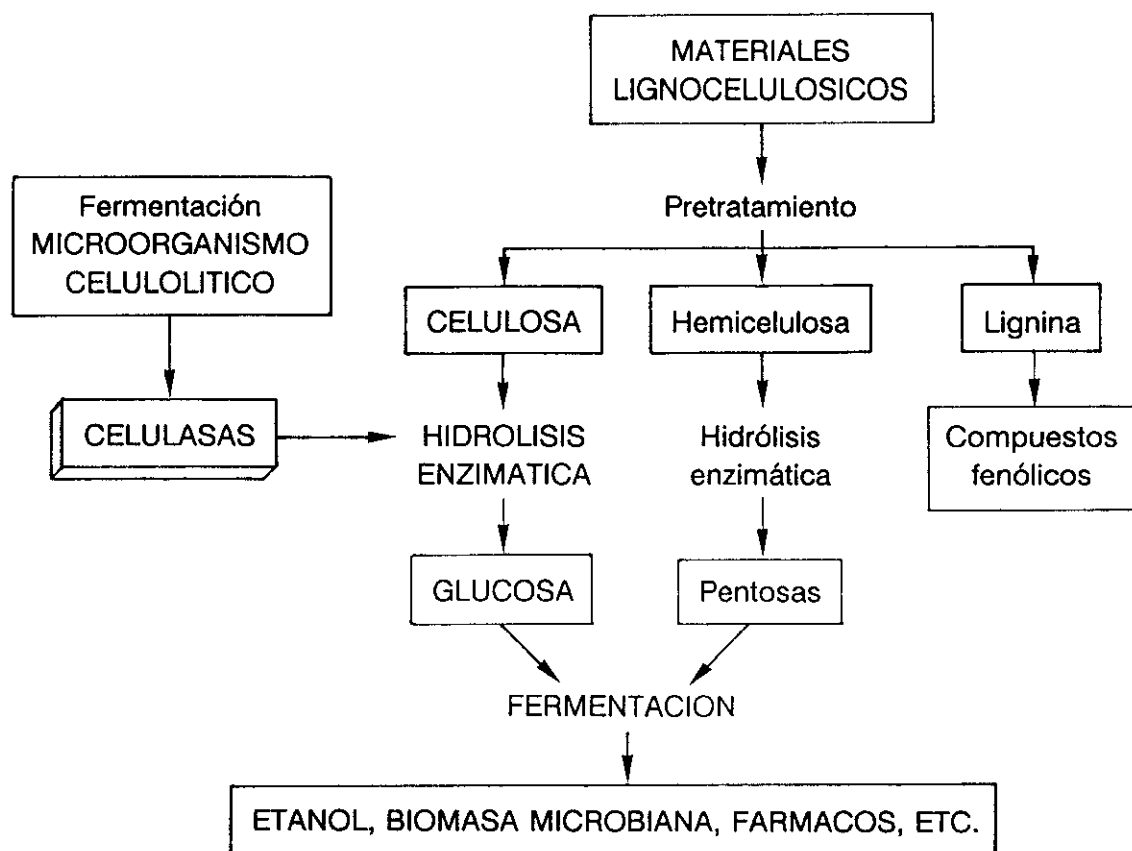 MATERIALES
LIGNOCELULOSICOS
Pretratamiento
Fermentación
MICROORGANISMO
CELULOLITICO
CELULOSA
Hemicelulosa
Lignina
CELULASAS
HIDROLISIS
ENZIMATICA
Hidrólisis
enzimática
Compuestos
fenólicos
GLUCOSA
Pentosas
FERMENTACION
ETANOL, BIOMASA MICROBIANA, FARMACOS, ETC.